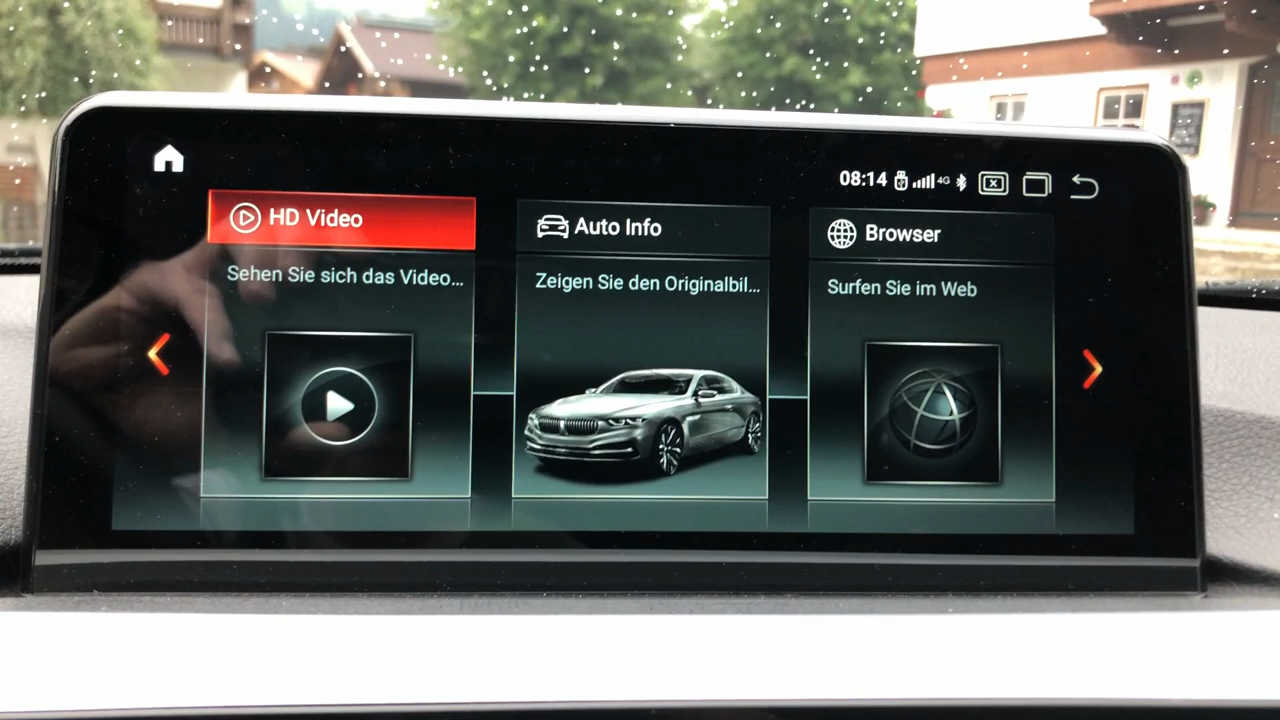 08:14 4G
HD Video
Auto Info
Browser
Sehen Sie sich das Video...
Zeigen Sie den Originalbil...
Surfen Sie im Web